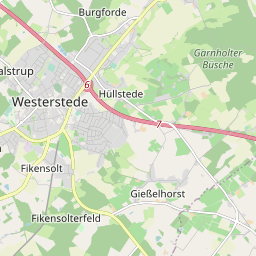 Burgforde
Garnholter
Büsche
alstrup
6
Hüllstede
Westerstede
7
Fikensolt
Gießelhorst
Fikensolterfeld